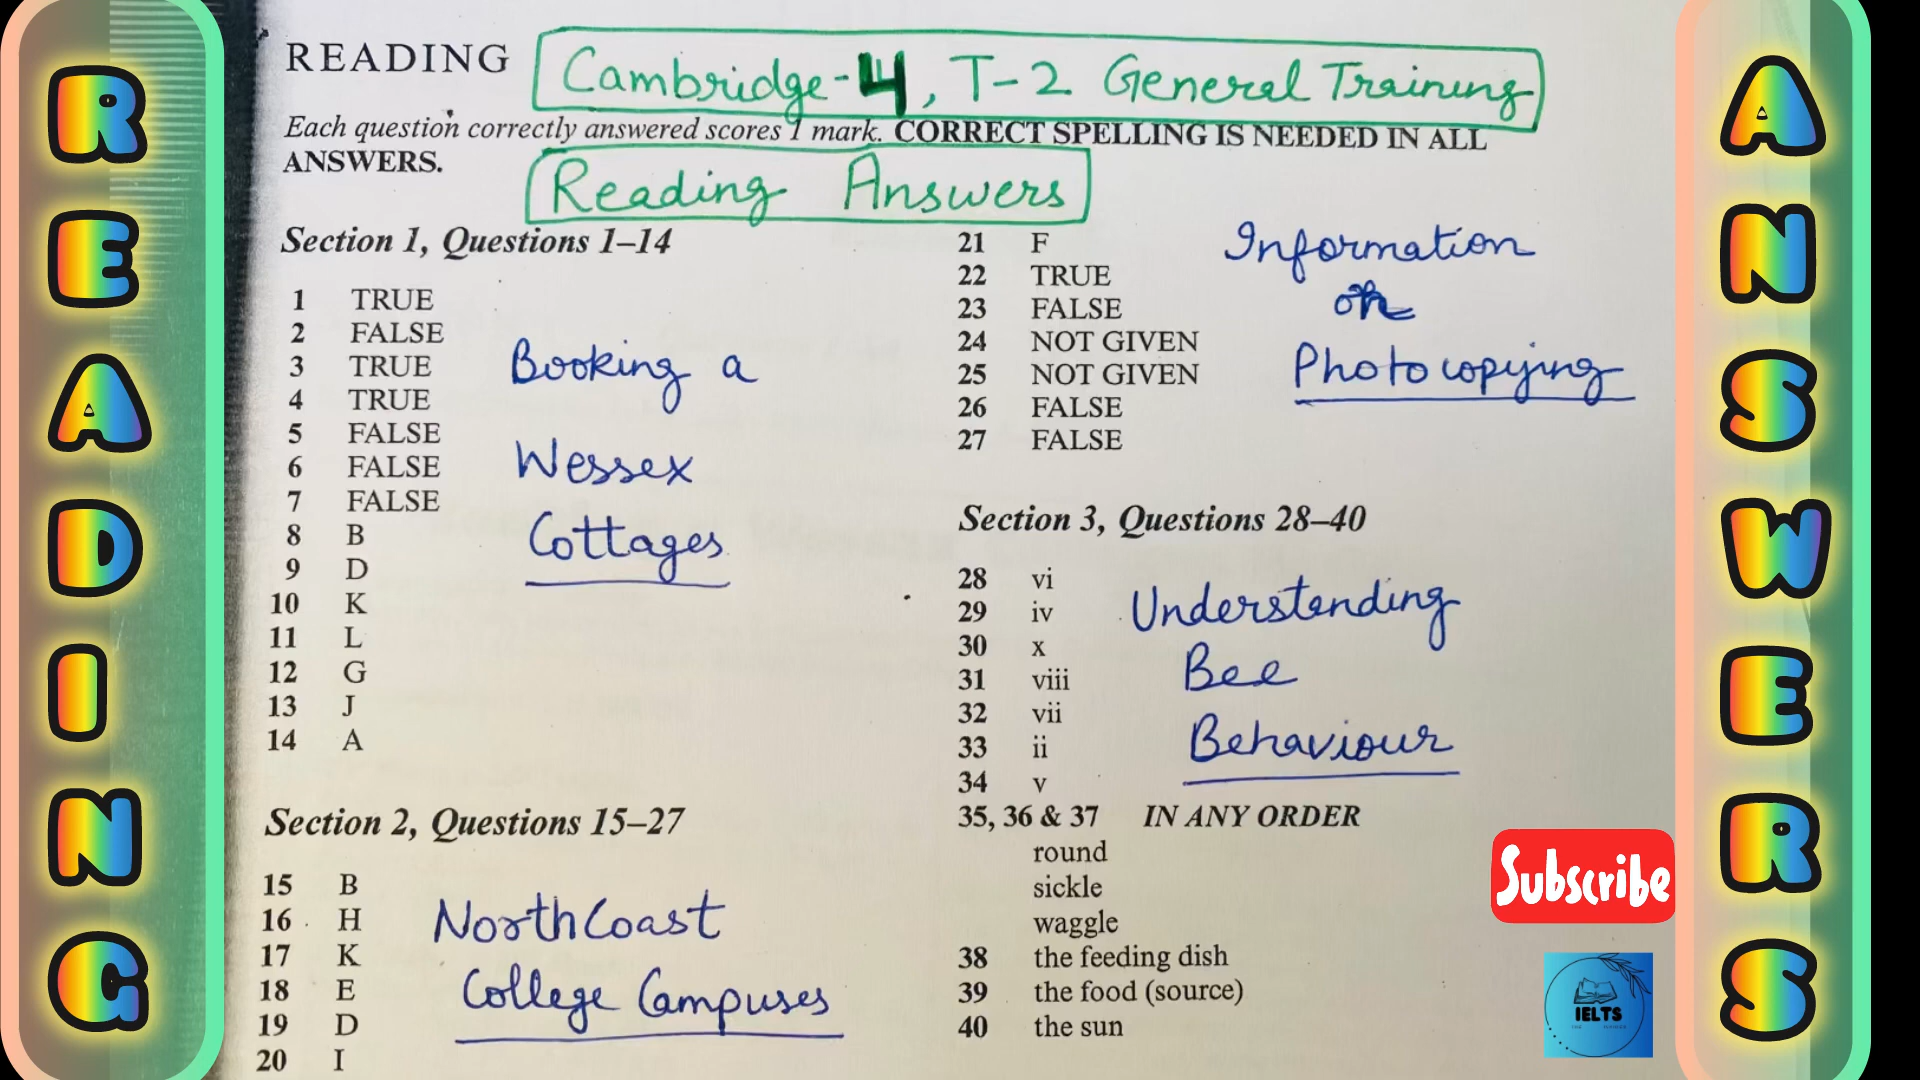 READING
READING
Cambridge-4, T-2 General Training
Each question correctly answered scores 1 mark. CORRECT SPELLING IS NEEDED IN ALL
ANSWERS.
Reading Answers
Section 1, Questions 1–14
1 TRUE
2 FALSE
3 TRUE
4 TRUE
5 FALSE
6 FALSE
7 FALSE
8 B
9 D
10 K
11 L
12 G
13 J
14 A
Booking a
Wessex
Cottages
Section 2, Questions 15–27
15 B
16 H
17 K
18 E
19 D
20 I
North Coast
College Campuses
21 F
22 TRUE
23 FALSE
24 NOT GIVEN
25 NOT GIVEN
26 FALSE
27 FALSE
Information
on
Photocopying
Section 3, Questions 28–40
28 vi
29 iv
30 x
31 viii
32 vii
33 ii
34 v
Understanding
Bee
Behaviour
35, 36 & 37 IN ANY ORDER
round
sickle
waggle
38 the feeding dish
39 the food (source)
40 the sun
Subscribe
IELTS
ANSWERS